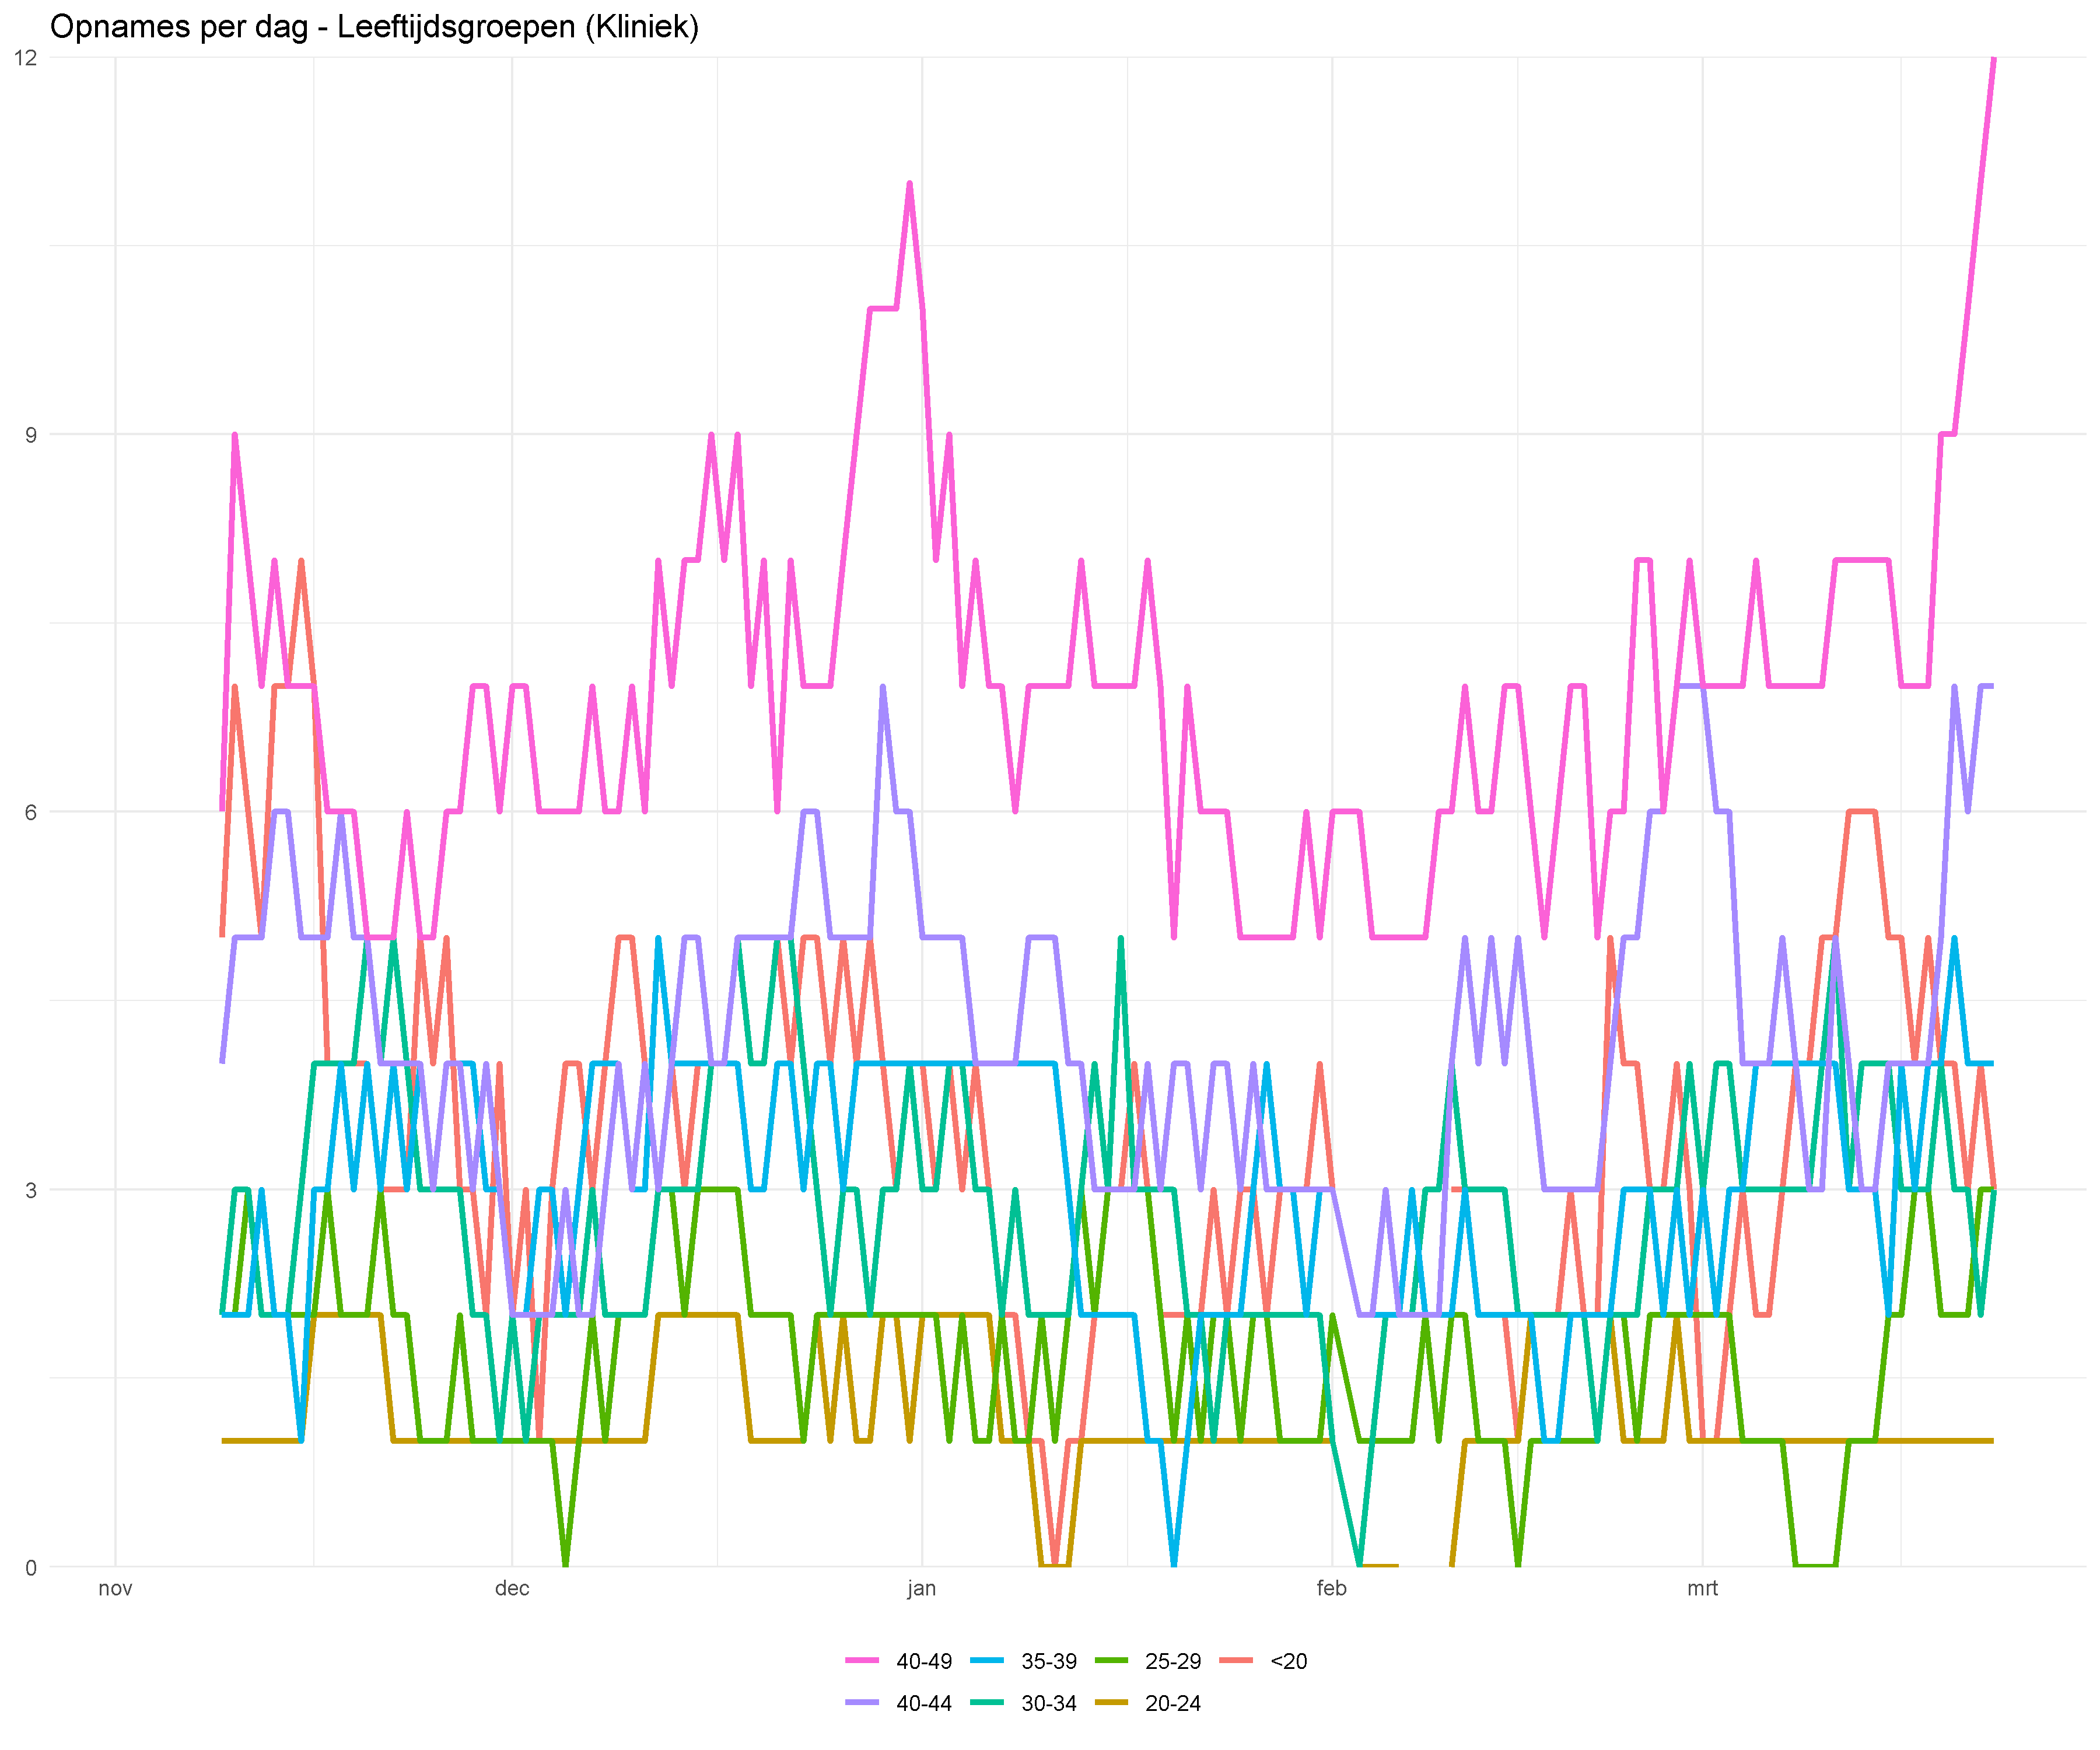 Opnames per dag - Leeftijdsgroepen (Kliniek)
12
9
6
3
0
nov dec jan feb mrt
40-49 35-39 25-29 <20
40-44 30-34 20-24